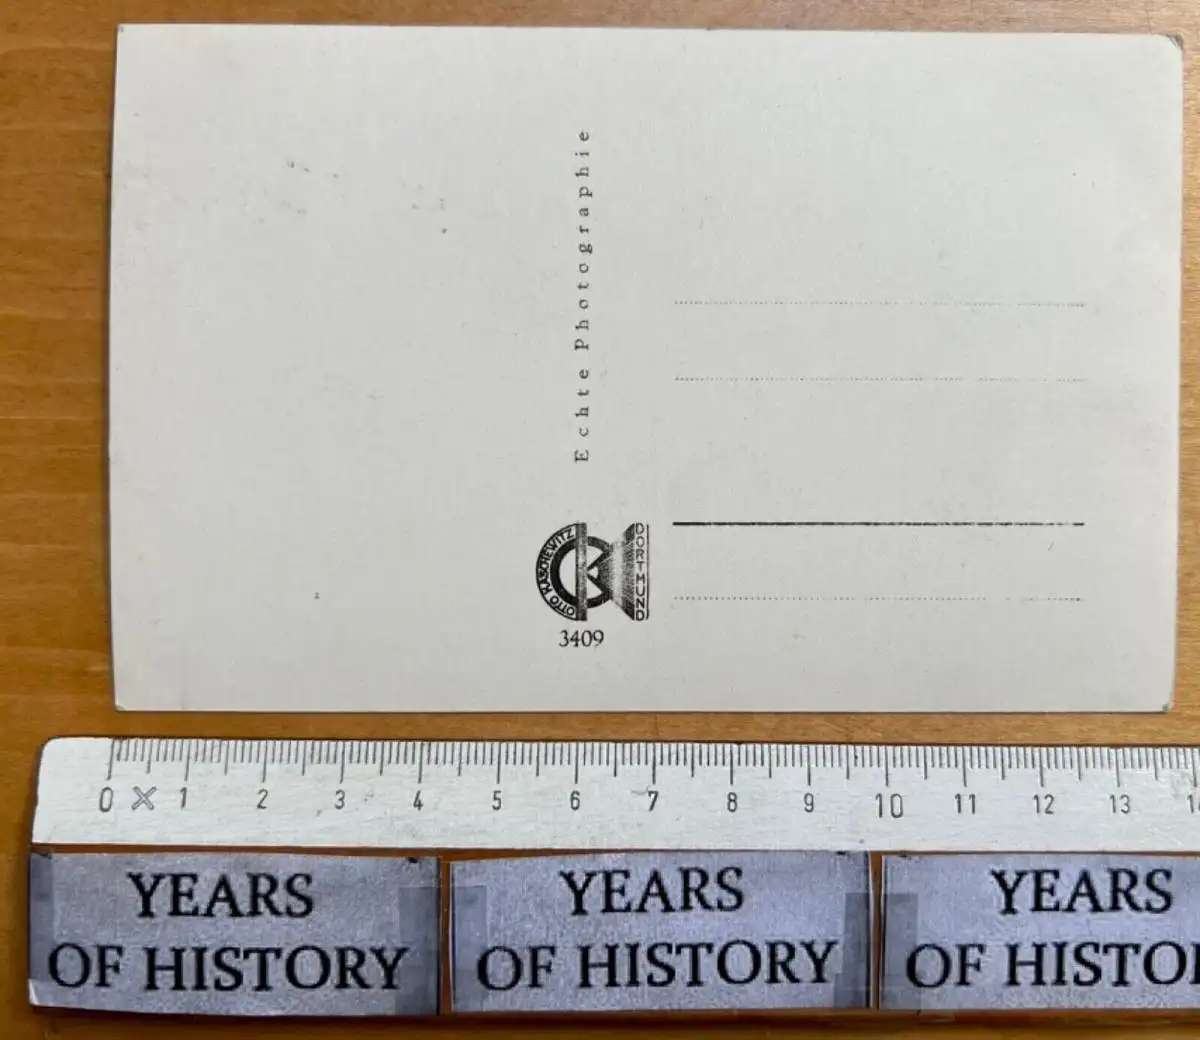 Echte Photographie
OTTO KASCHEWITZ
DORTMUND
3409
0 1 2 3 4 5 6 7 8 9 10 11 12 13
YEARS
OF HISTORY
YEARS
OF HISTORY
YEARS
OF